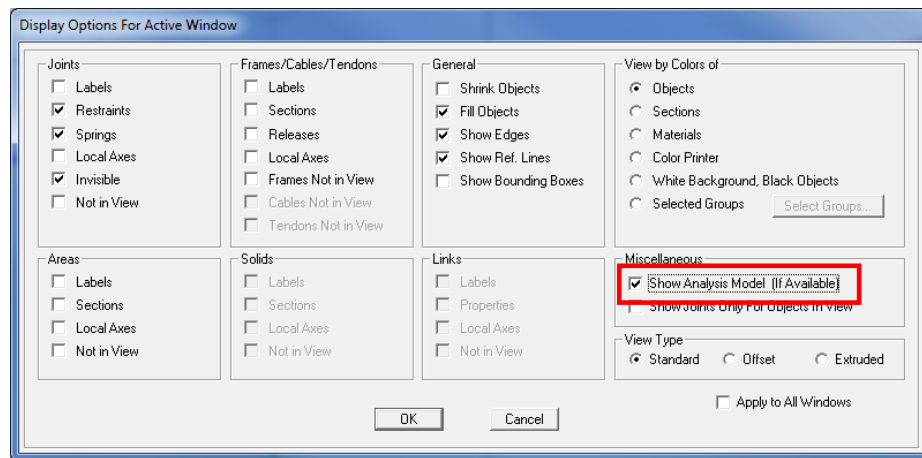 Display Options For Active Window
Joints
Labels
Restraints
Springs
Local Axes
Invisible
Not in View
Frames/Cables/Tendons
Labels
Sections
Releases
Local Axes
Frames Not in View
Cables Not in View
Tendons Not in View
General
Shrink Objects
Fill Objects
Show Edges
Show Ref. Lines
Show Bounding Boxes
View by Colors of
Objects
Sections
Materials
Color Printer
White Background, Black Objects
Selected Groups
Select Groups...
Areas
Labels
Sections
Local Axes
Not in View
Solids
Labels
Sections
Local Axes
Not in View
Links
Labels
Properties
Local Axes
Not in View
Miscellaneous
Show Analysis Model (If Available)
Show Joints Only For Objects In View
View Type
Standard
Offset
Extruded
Apply to All Windows
OK
Cancel